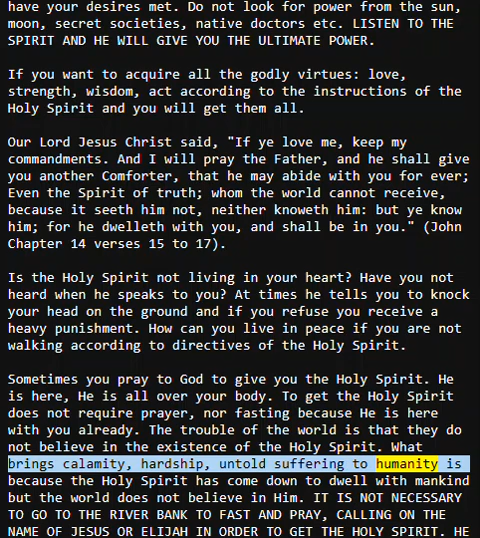 have your desires met. Do not look for power from the sun,
moon, secret societies, native doctors etc. LISTEN TO THE
SPIRIT AND HE WILL GIVE YOU THE ULTIMATE POWER.
If you want to acquire all the godly virtues: love,
strength, wisdom, act according to the instructions of the
Holy Spirit and you will get them all.
Our Lord Jesus Christ said, "If ye love me, keep my
commandments. And I will pray the Father, and he shall give
you another Comforter, that he may abide with you for ever;
Even the Spirit of truth; whom the world cannot receive,
because it seeth him not, neither knoweth him: but ye know
him; for he dwelleth with you, and shall be in you." (John
Chapter 14 verses 15 to 17).
Is the Holy Spirit not living in your heart? Have you not
heard when he speaks to you? At times he tells you to knock
your head on the ground and if you refuse you receive a
heavy punishment. How can you live in peace if you are not
walking according to directives of the Holy Spirit.
Sometimes you pray to God to give you the Holy Spirit. He
is here, He is all over your body. To get the Holy Spirit
does not require prayer, nor fasting because He is here
with you already. The trouble of the world is that they do
not believe in the existence of the Holy Spirit. What
brings calamity, hardship, untold suffering to humanity is
because the Holy Spirit has come down to dwell with mankind
but the world does not believe in Him. IT IS NOT NECESSARY
TO GO TO THE RIVER BANK TO FAST AND PRAY, CALLING ON THE
NAME OF JESUS OR ELIJAH IN ORDER TO GET THE HOLY SPIRIT. HE